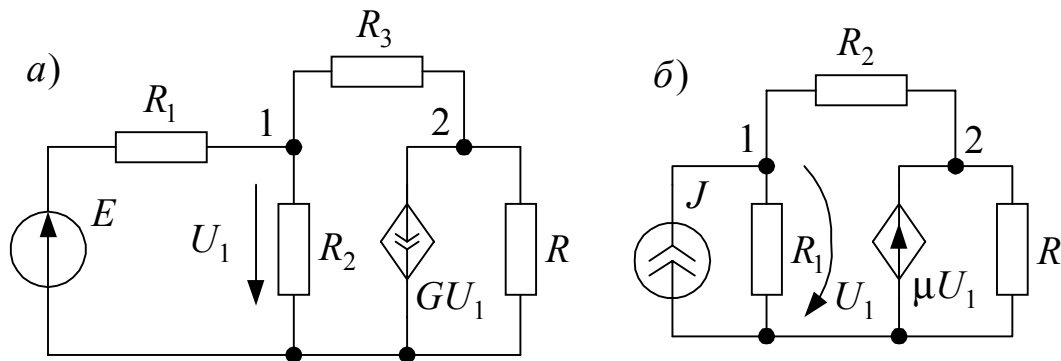 а)
R₃
R₁
1
2
E
U₁
R₂
GU₁
R
б)
R₂
1
2
J
R₁
U₁
μU₁
R